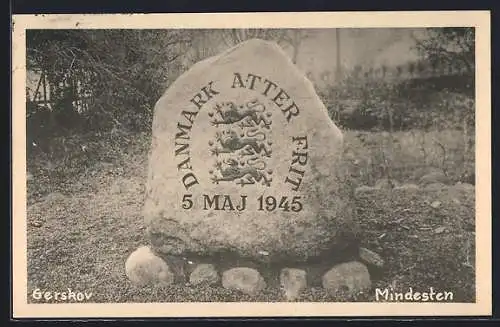 DANMARK ATTER FRIT
5 MAJ 1945
Gerskov
Mindesten